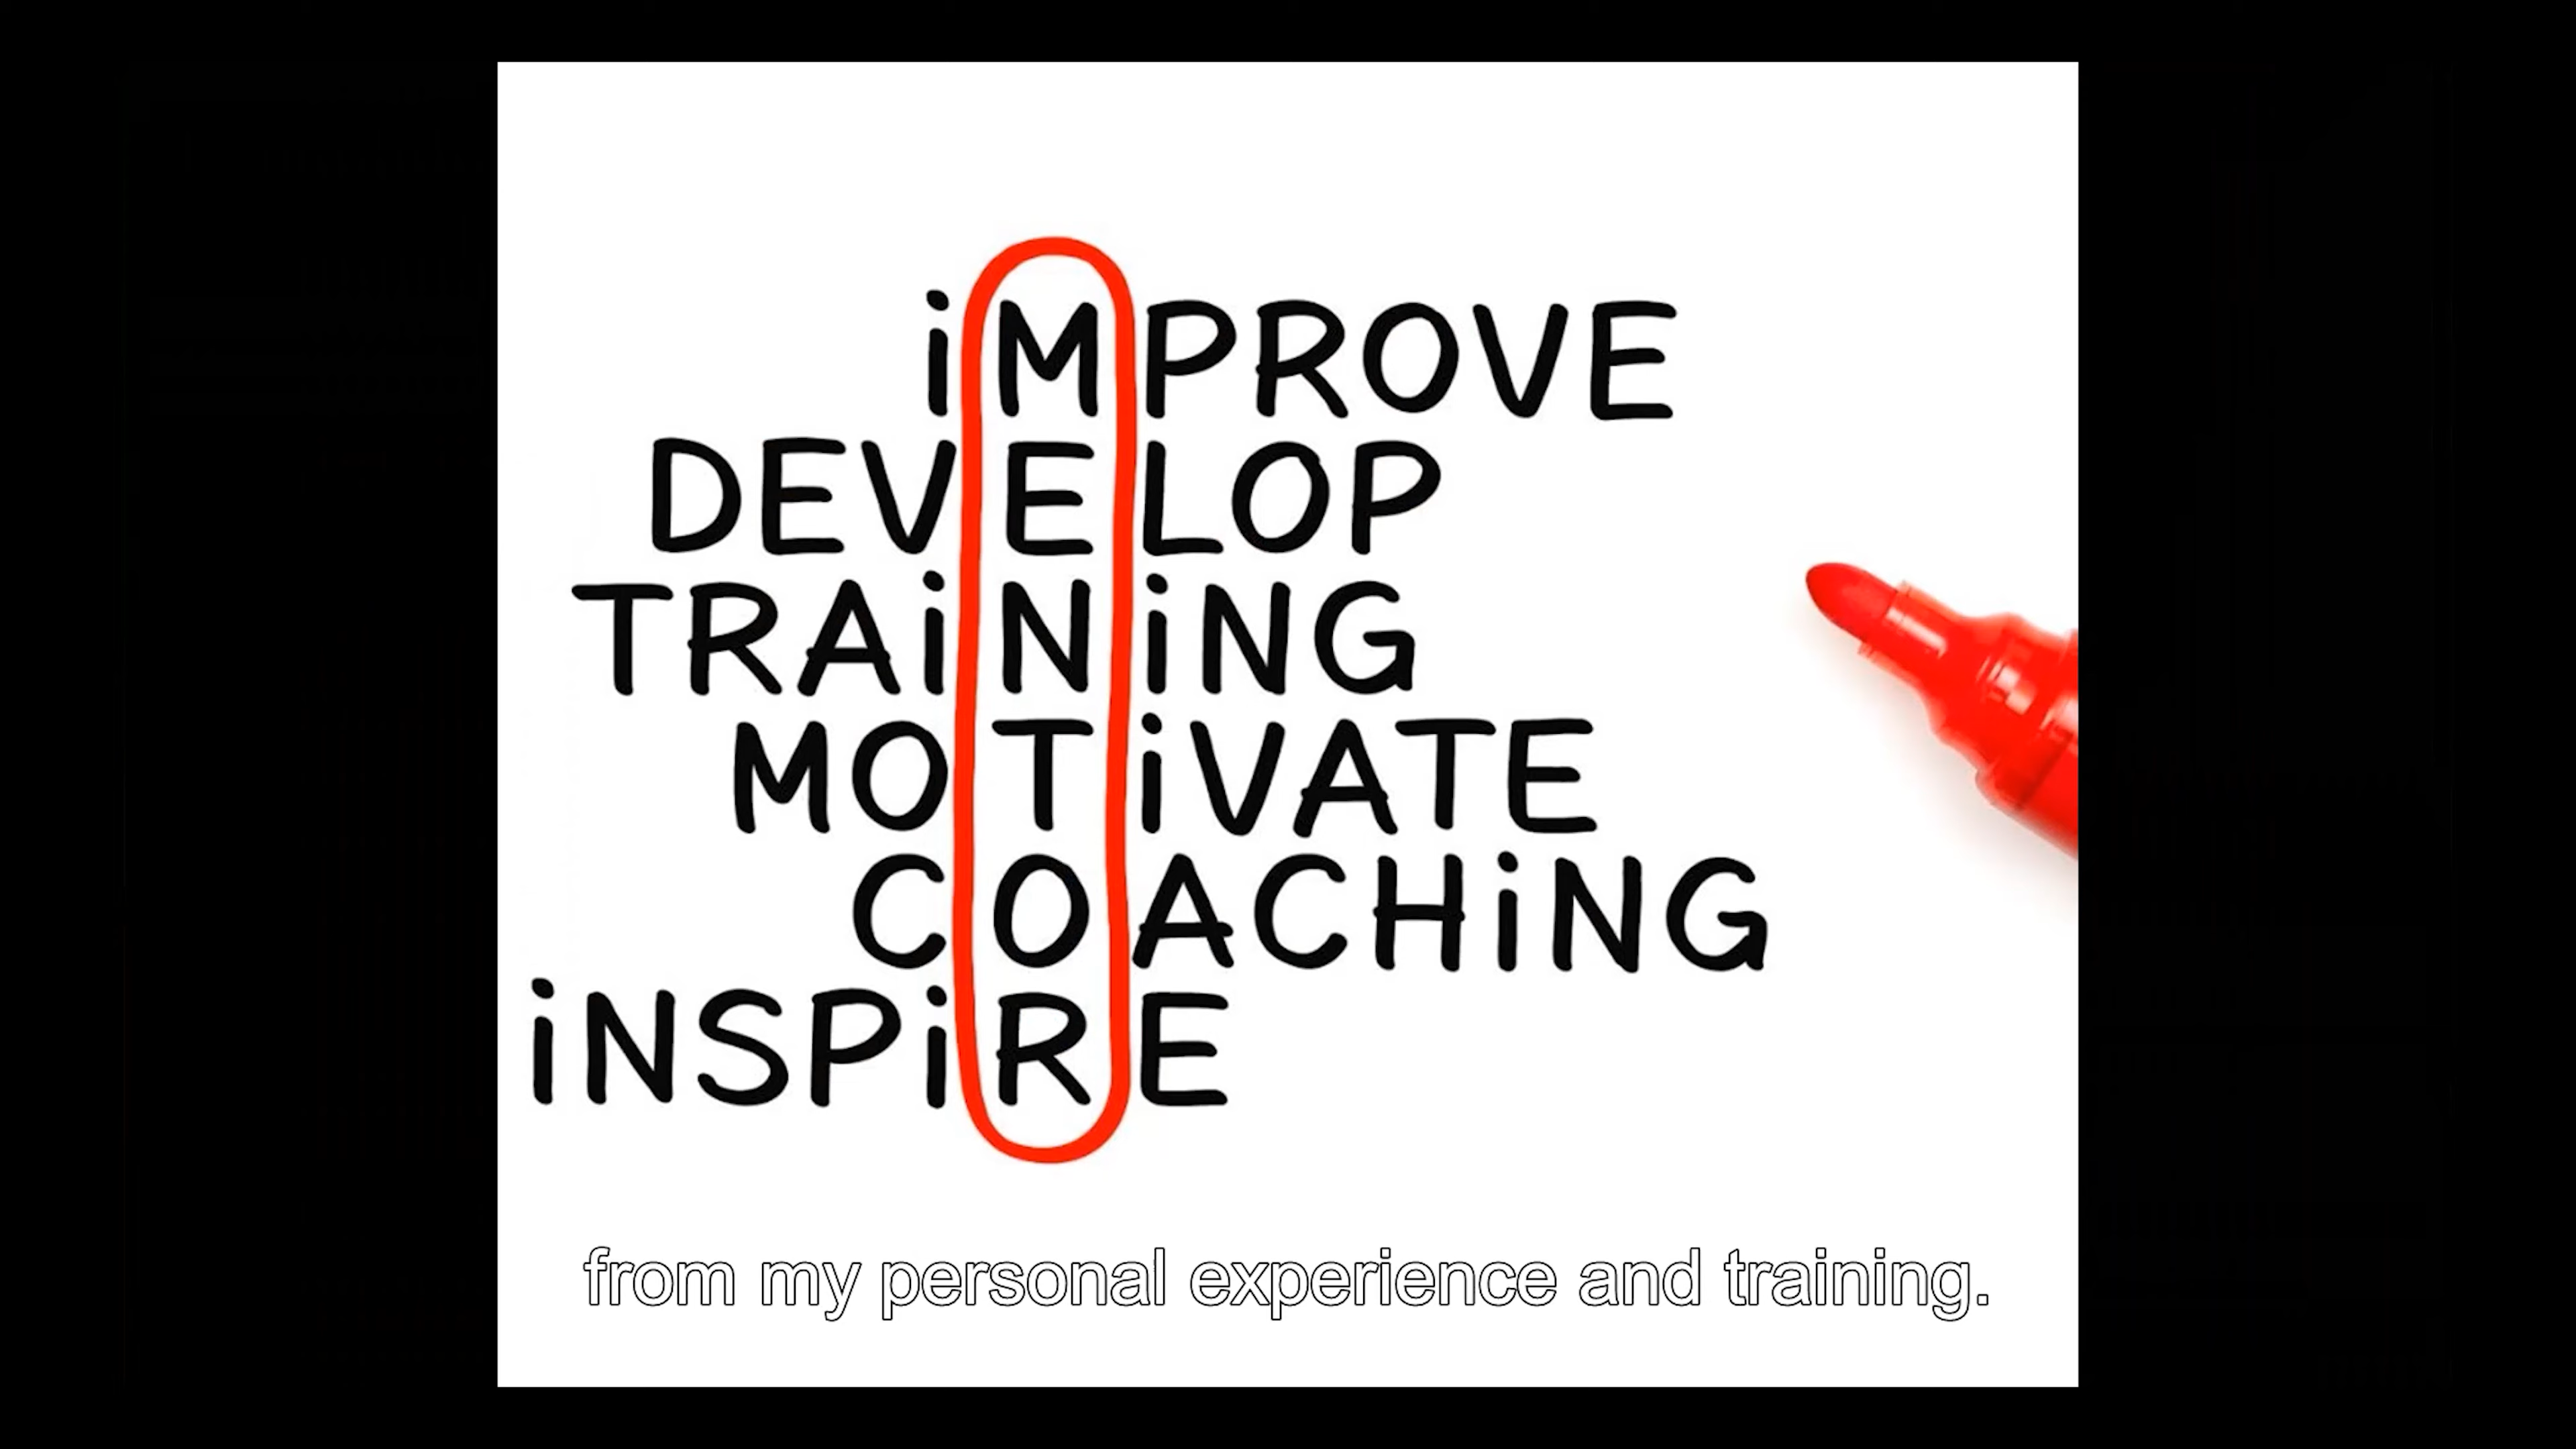 iMPROVE
DEVELOP
TRAiNiNG
MOTiVATE
COACHiNG
iNSPiRE
from my personal experience and training.